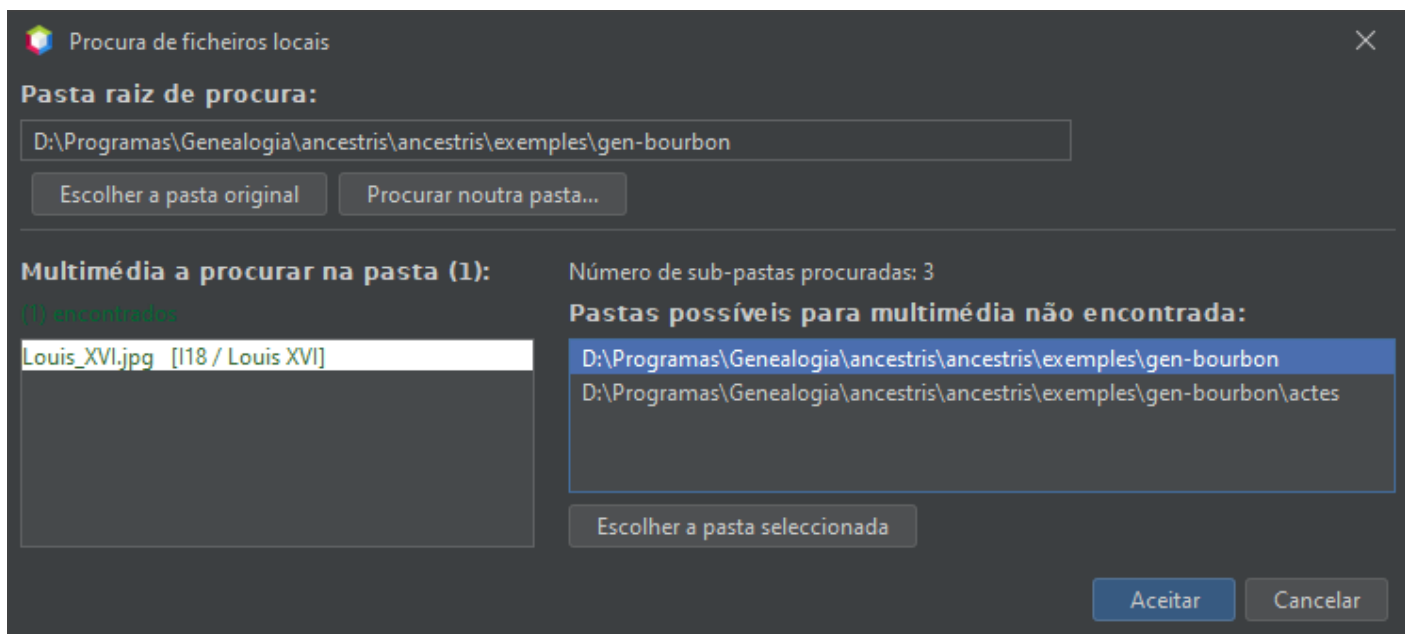 Procura de ficheiros locais
Pasta raiz de procura:
D:\Programas\Genealogia\ancestris\ancestris\exemples\gen-bourbon
Escolher a pasta original
Procurar noutra pasta...
Multimédia a procurar na pasta (1):
(1) encontrados
Louis_XVI.jpg [I18 / Louis XVI]
Número de sub-pastas procuradas: 3
Pastas possíveis para multimédia não encontrada:
D:\Programas\Genealogia\ancestris\ancestris\exemples\gen-bourbon
D:\Programas\Genealogia\ancestris\ancestris\exemples\gen-bourbon\actes
Escolher a pasta seleccionada
Aceitar
Cancelar